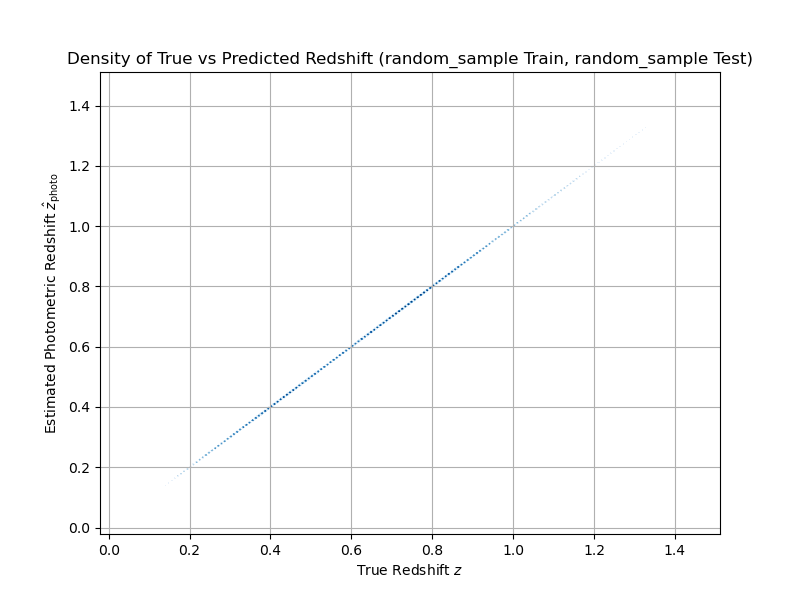 Density of True vs Predicted Redshift (random_sample Train, random_sample Test)
1.4
1.2
1.0
0.8
0.6
0.4
0.2
0.0
Estimated Photometric Redshift ẑphoto
0.0 0.2 0.4 0.6 0.8 1.0 1.2 1.4
True Redshift z